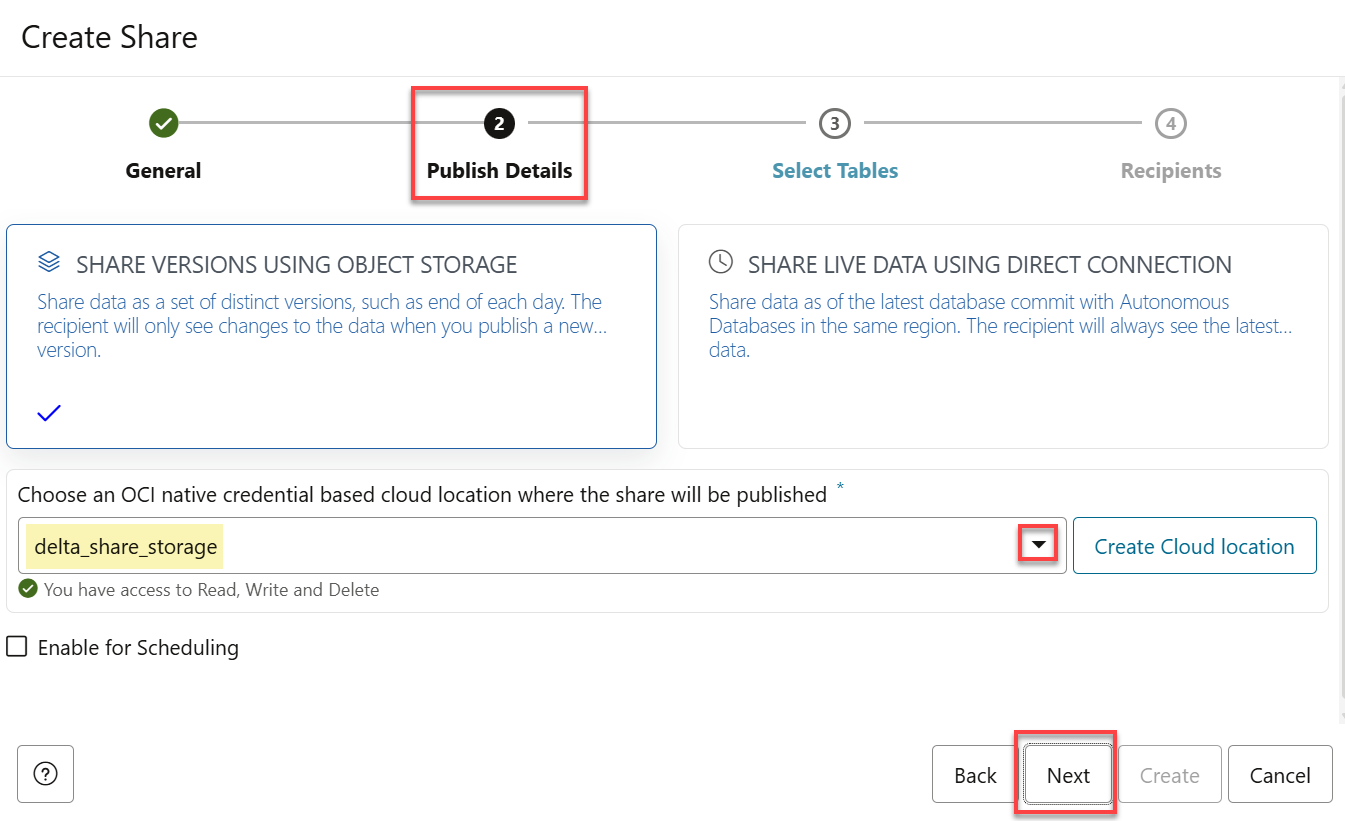 Create Share
2
3
4
General
Publish Details
Select Tables
Recipients
SHARE VERSIONS USING OBJECT STORAGE
Share data as a set of distinct versions, such as end of each day. The
recipient will only see changes to the data when you publish a new...
version.
SHARE LIVE DATA USING DIRECT CONNECTION
Share data as of the latest database commit with Autonomous
Databases in the same region. The recipient will always see the latest...
data.
Choose an OCI native credential based cloud location where the share will be published *
delta_share_storage
Create Cloud location
You have access to Read, Write and Delete
Enable for Scheduling
?
Back
Next
Create
Cancel